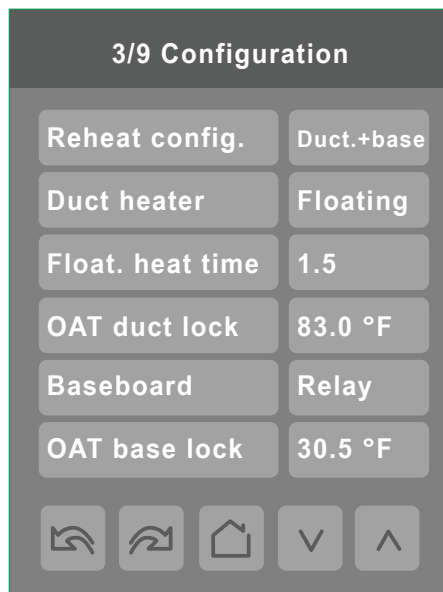 3/9 Configuration
Reheat config. Duct.+base
Duct heater Floating
Float. heat time 1.5
OAT duct lock 83.0 °F
Baseboard Relay
OAT base lock 30.5 °F